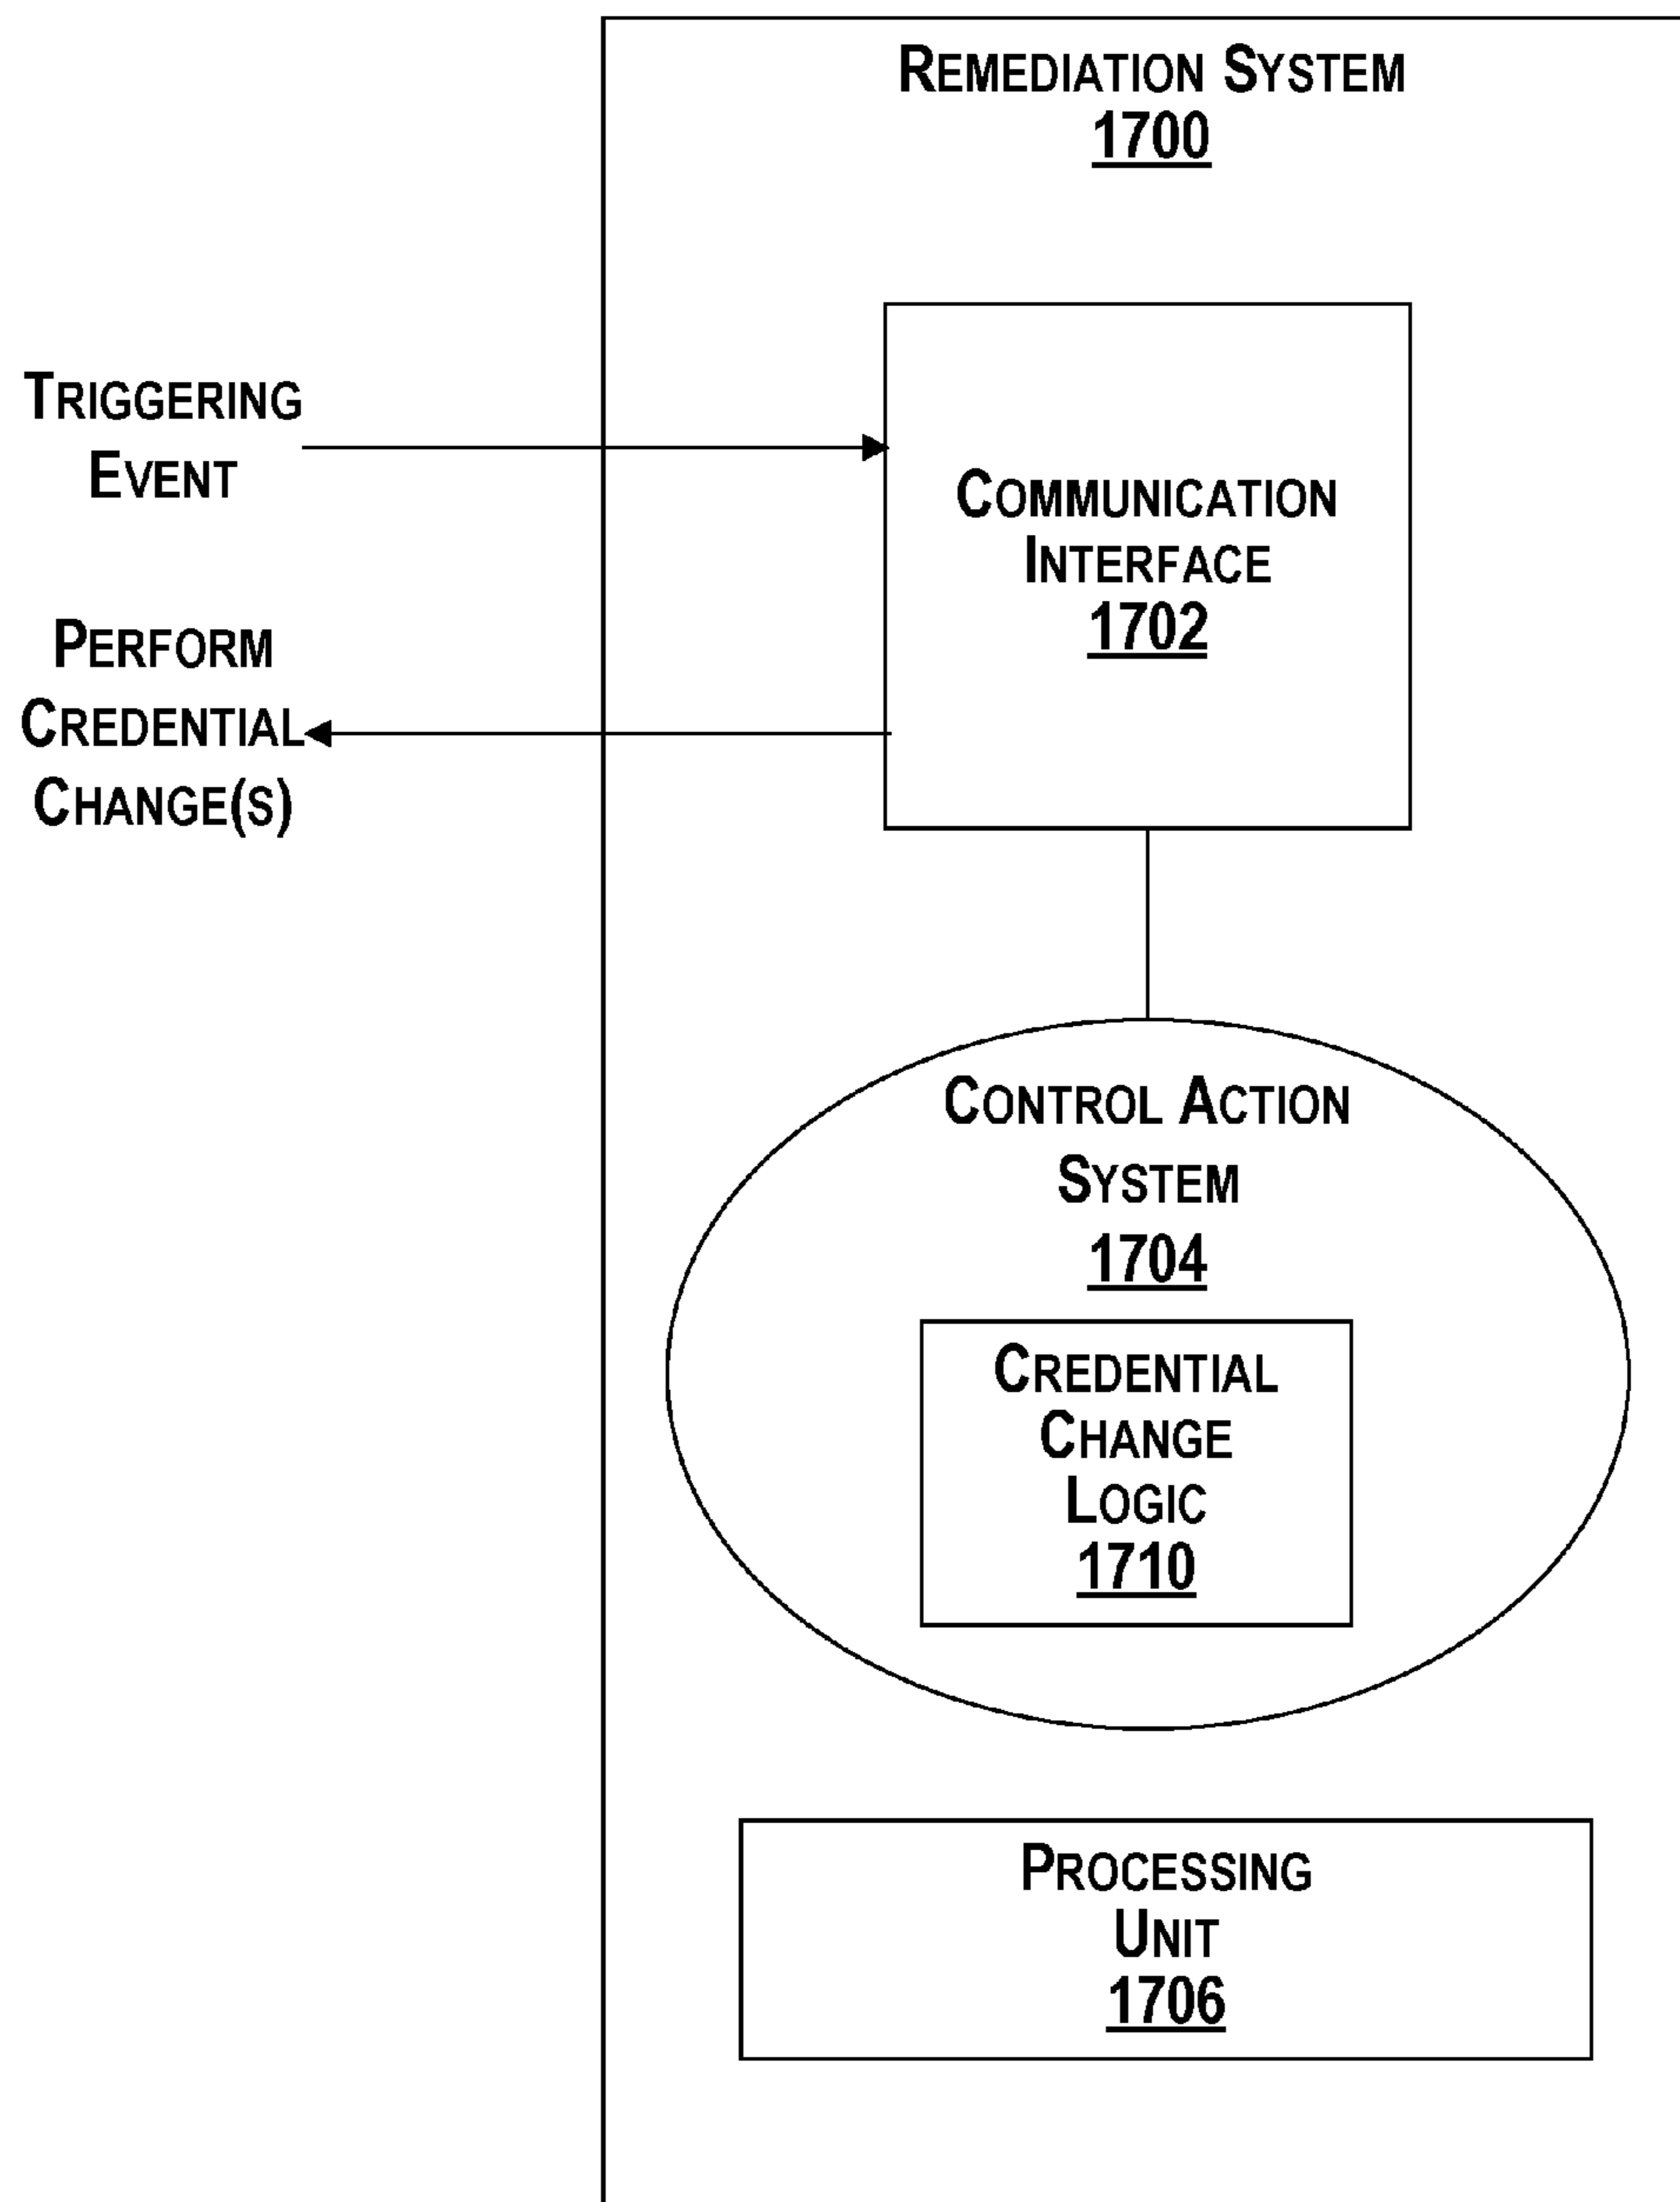 REMEDIATION SYSTEM
1700
TRIGGERING
EVENT
PERFORM
CREDENTIAL
CHANGE(S)
COMMUNICATION
INTERFACE
1702
CONTROL ACTION
SYSTEM
1704
CREDENTIAL
CHANGE
LOGIC
1710
PROCESSING
UNIT
1706